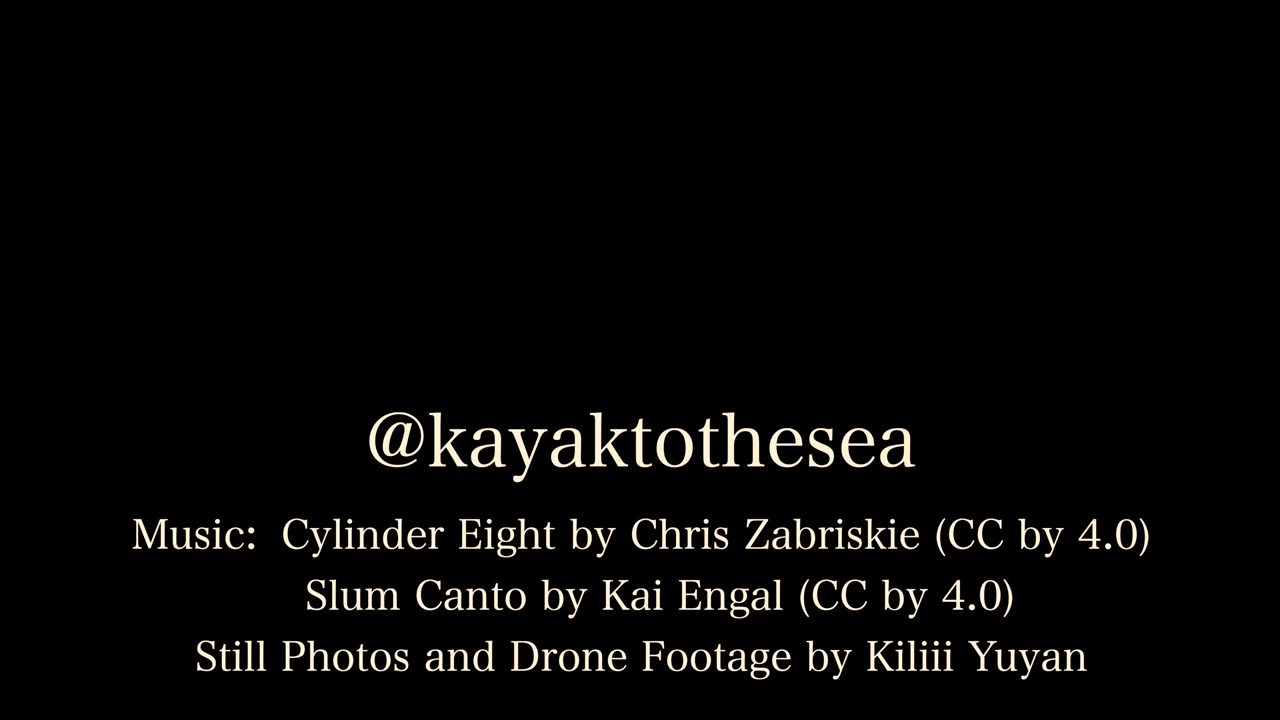 @kayaktothesea
Music:  Cylinder Eight by Chris Zabriskie (CC by 4.0)
Slum Canto by Kai Engal (CC by 4.0)
Still Photos and Drone Footage by Kiliii Yuyan